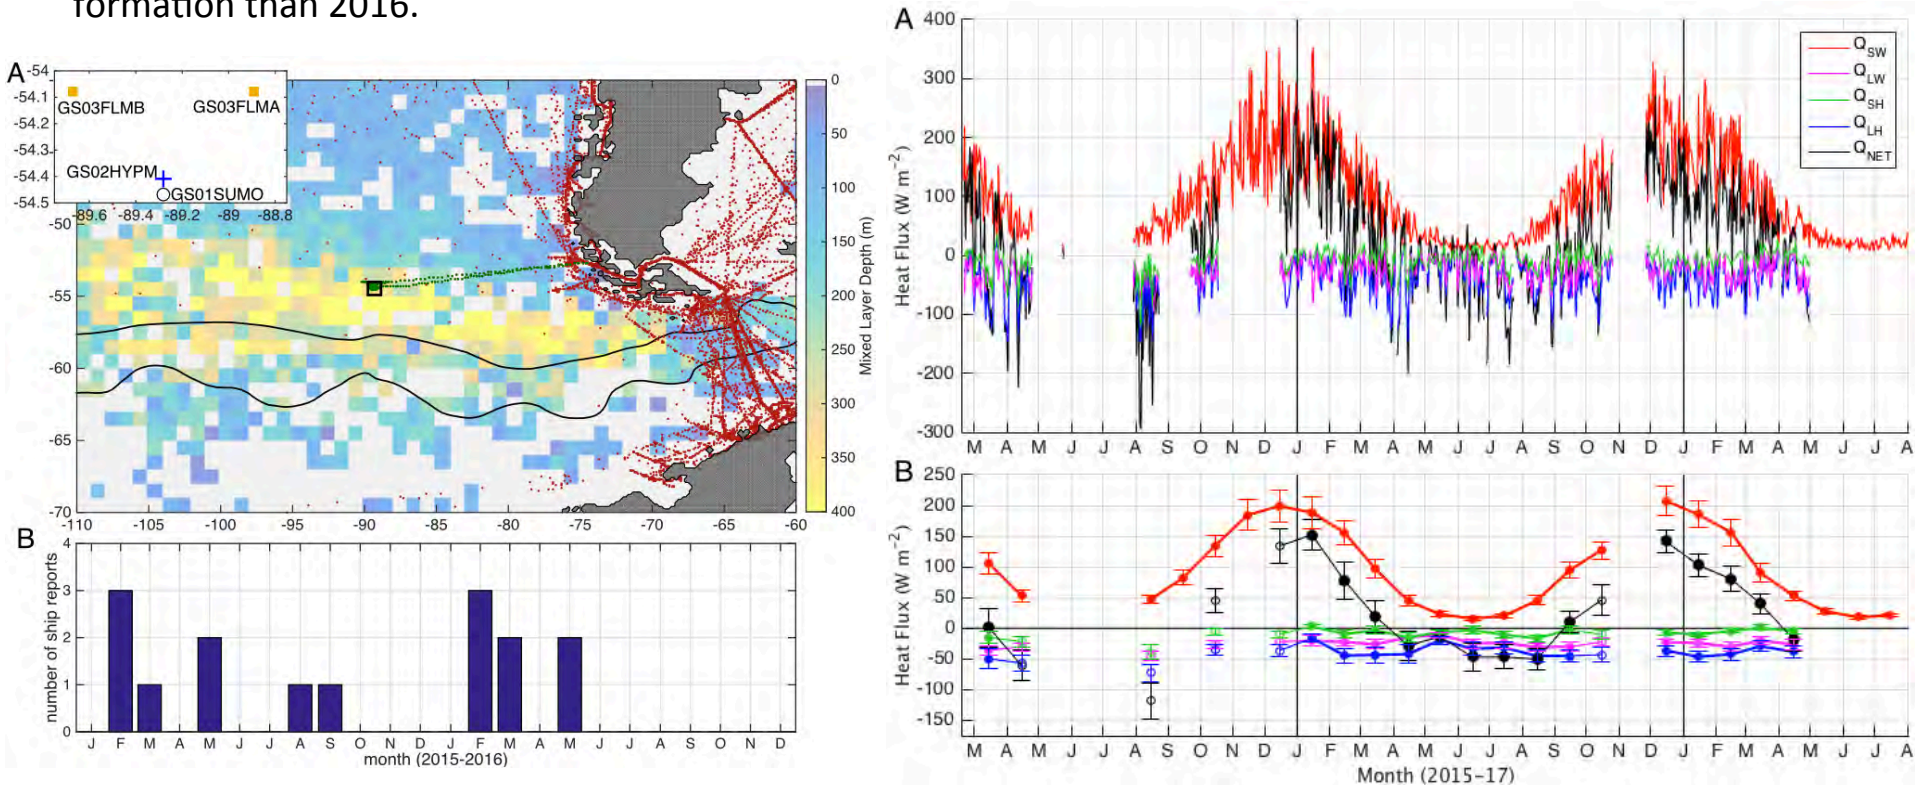 formation than 2016.
A
-54
-54.1
-54.2
-54.3
-54.4
-54.5
GS03FLMB
GS03FLMA
GS02HYPM
GS01SUMO
-89.6 -89.4 -89.2 -89 -88.8
-50
-55
-60
-65
-70
-110 -105 -100 -95 -90 -85 -80 -75 -70 -65 -60
0
50
100
150
200
250
300
350
400
Mixed Layer Depth (m)
B
4
3
2
1
0
number of ship reports
J F M A M J J A S O N D J F M A M J J A S O N D
month (2015-2016)
A
400
300
200
100
0
-100
-200
-300
Heat Flux (W m-2)
QSW
QLW
QSH
QLH
QNET
M A M J J A S O N D J F M A M J J A S O N D J F M A M J J A
B
250
200
150
100
50
0
-50
-100
-150
Heat Flux (W m-2)
M A M J J A S O N D J F M A M J J A S O N D J F M A M J J A
Month (2015-17)